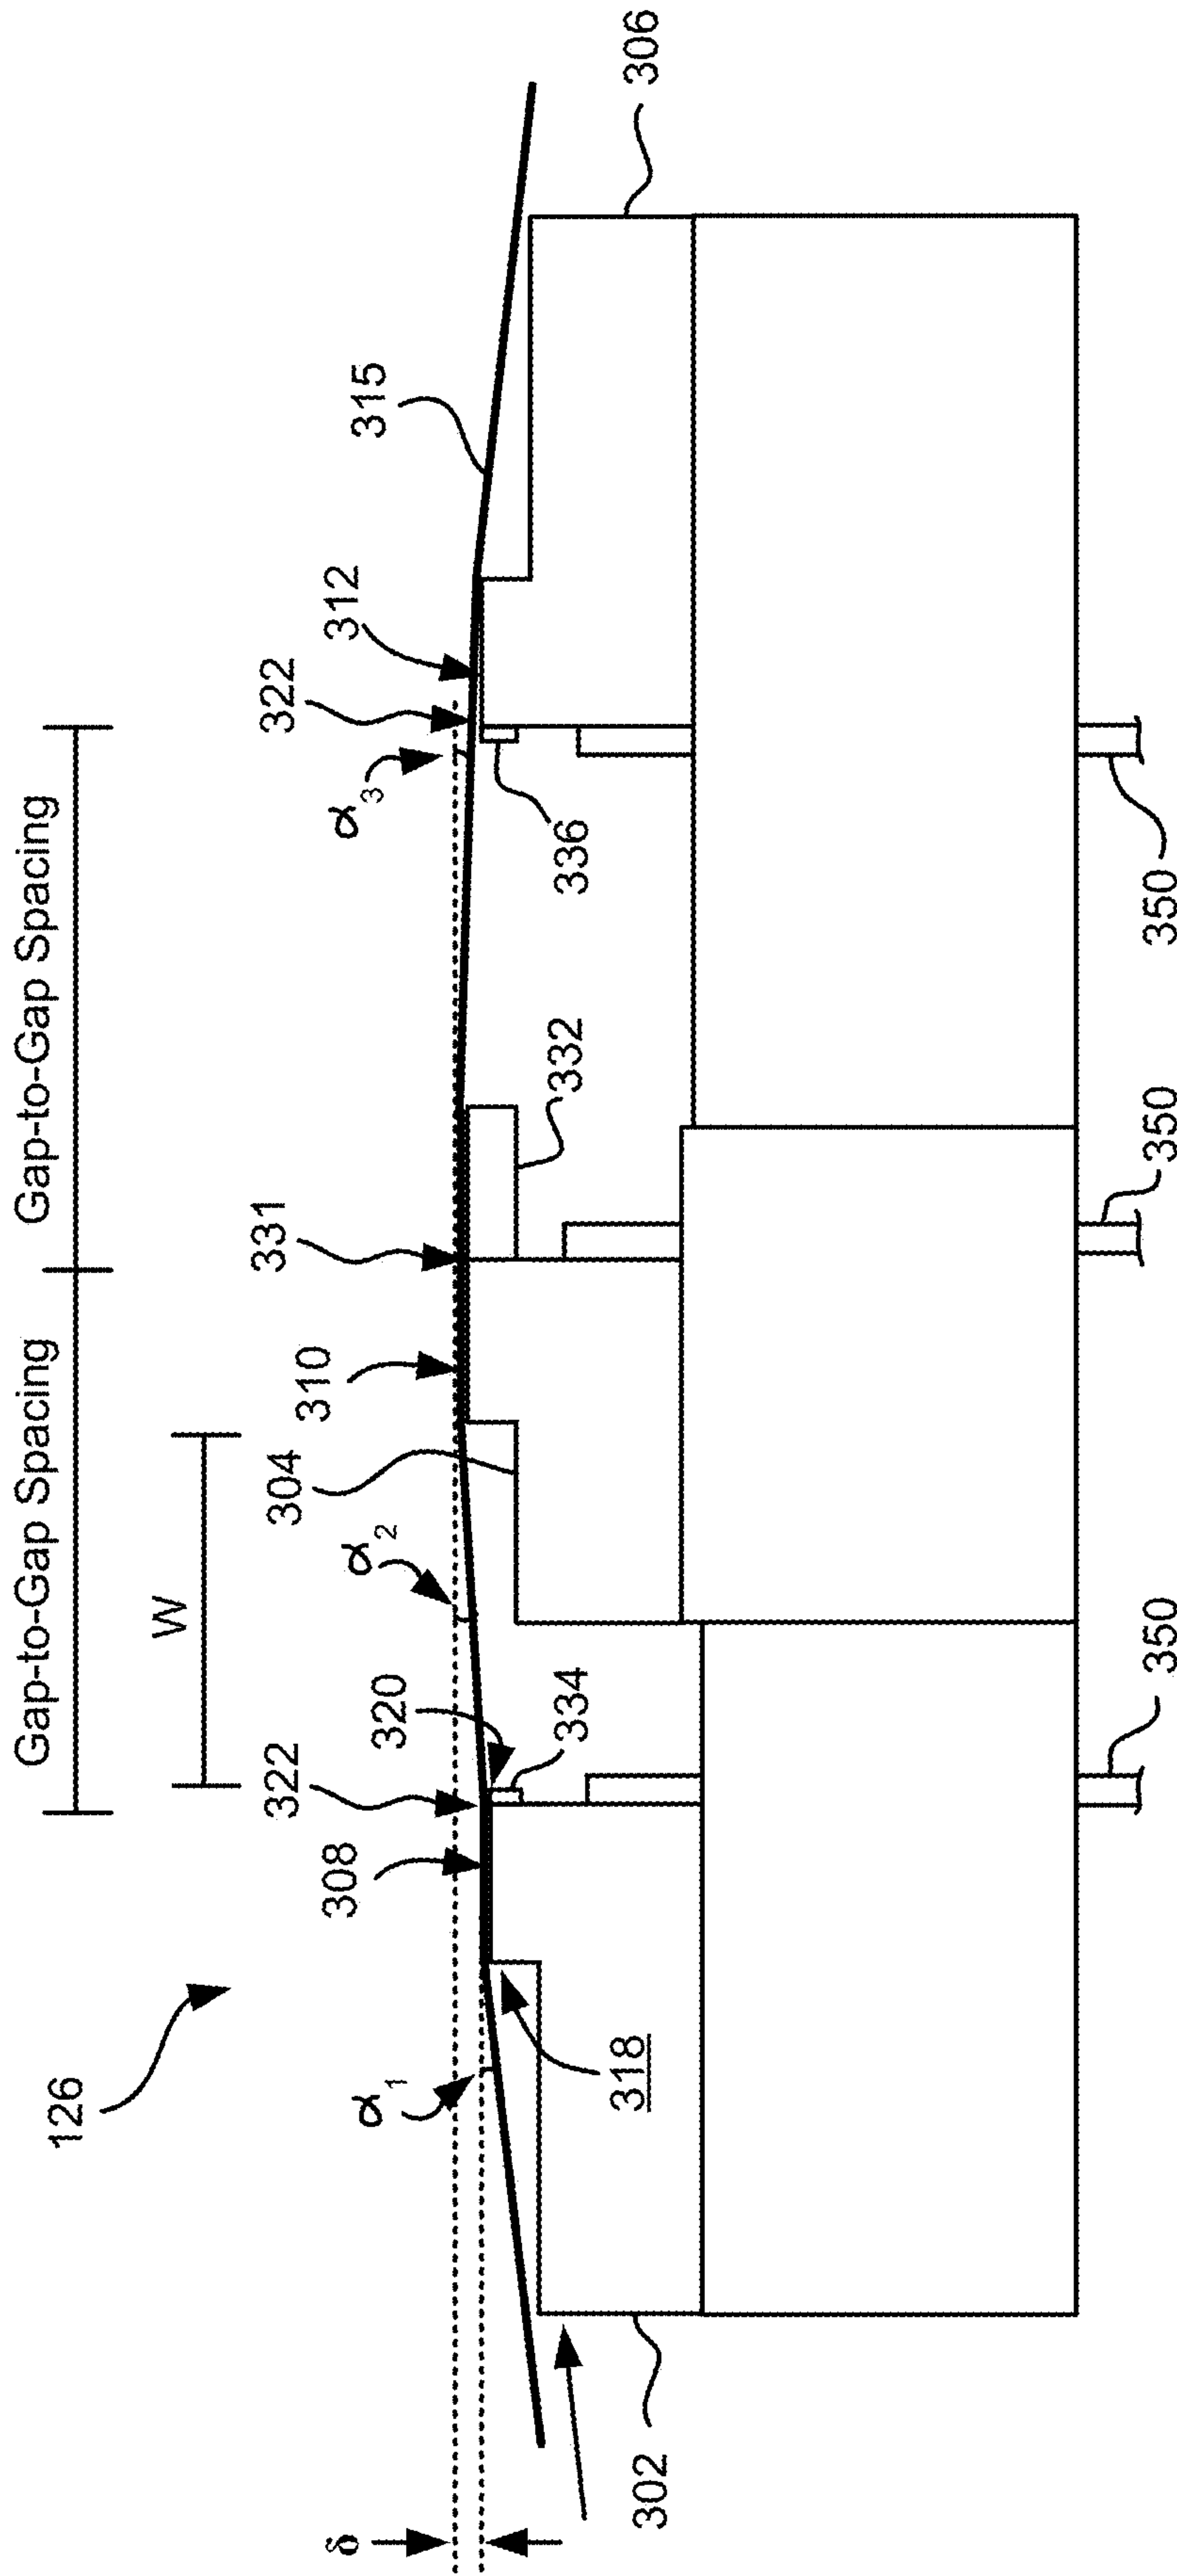 Gap-to-Gap Spacing
Gap-to-Gap Spacing
W
126
δ
α1
308
322
320
334
α2
304
310
331
332
α3
322
312
336
315
306
318
302
350
350
350